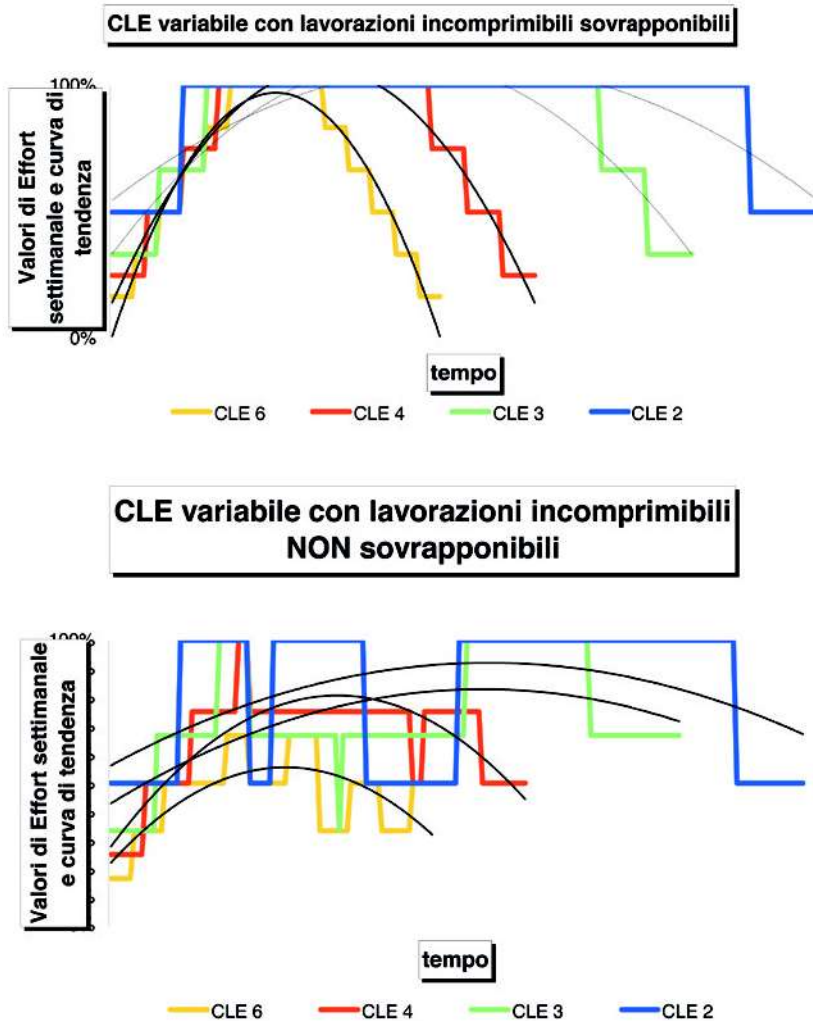 CLE variabile con lavorazioni incomprimibili sovrapponibili
100%
Valori di Effort
settimanale e curva di
tendenza
0%
tempo
CLE 6
CLE 4
CLE 3
CLE 2
CLE variabile con lavorazioni incomprimibili
NON sovrapponibili
100%
Valori di Effort settimanale
e curva di tendenza
tempo
CLE 6
CLE 4
CLE 3
CLE 2